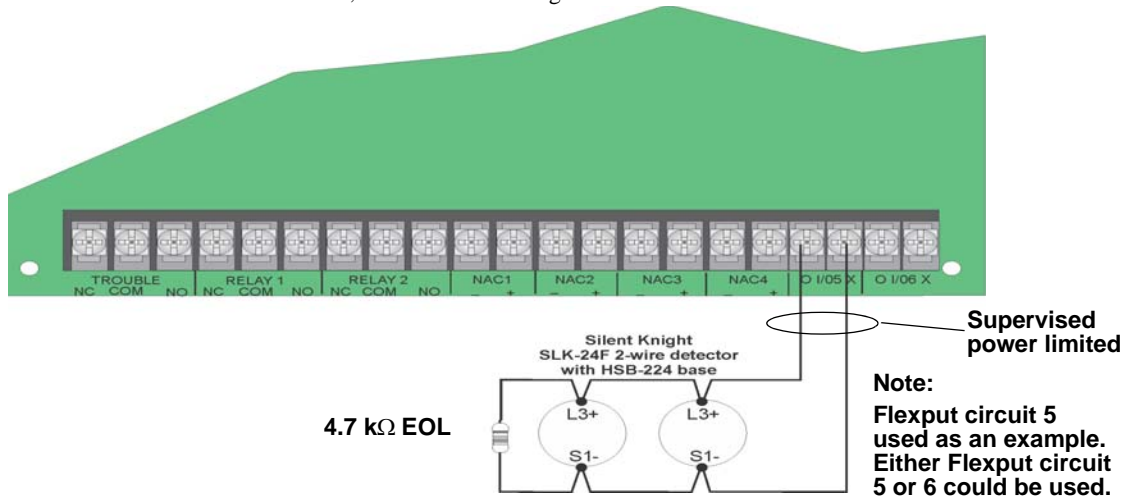 TROUBLE RELAY 1 RELAY 2 NAC1 NAC2 NAC3 NAC4 O I/05 X O I/06 X
NC COM NO NC COM NO NC COM NO – + – + – + – +
Supervised
power limited
Silent Knight
SLK-24F 2-wire detector
with HSB-224 base
Note:
Flexput circuit 5
used as an example.
Either Flexput circuit
5 or 6 could be used.
4.7 kΩ EOL
L3+ L3+
S1- S1-